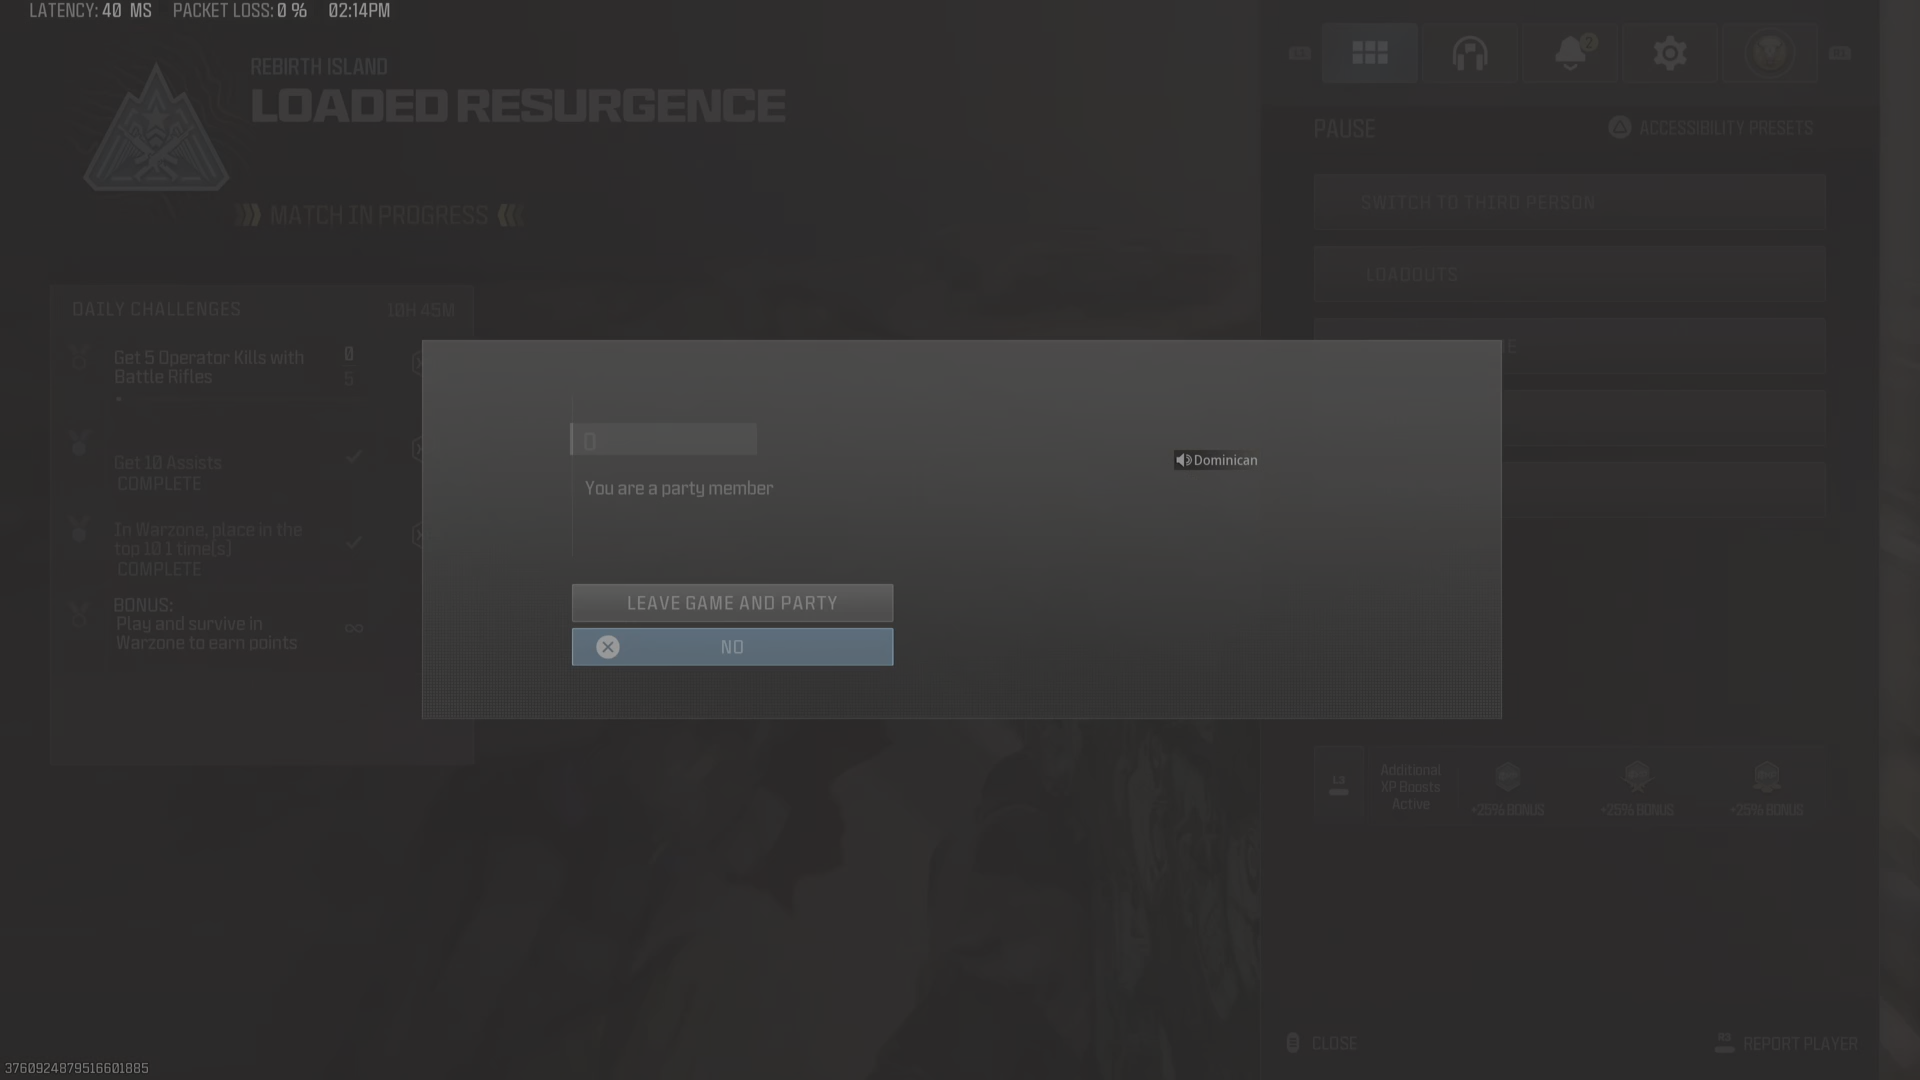 LATENCY: 40 MS PACKET LOSS: 0 % 02:14PM
REBIRTH ISLAND
LOADED RESURGENCE
MATCH IN PROGRESS
DAILY CHALLENGES 10H 45M
Get 5 Operator Kills with
Battle Rifles
0
5
Get 10 Assists
COMPLETE
In Warzone, place in the
top 10 1 time(s)
COMPLETE
BONUS:
Play and survive in
Warzone to earn points
2
PAUSE
ACCESSIBILITY PRESETS
SWITCH TO THIRD PERSON
LOADOUTS
E
You are a party member
Dominican
LEAVE GAME AND PARTY
NO
L3
Additional
XP Boosts
Active
+25% BONUS
+25% BONUS
+25% BONUS
CLOSE
R3
REPORT PLAYER
3760924879516601885